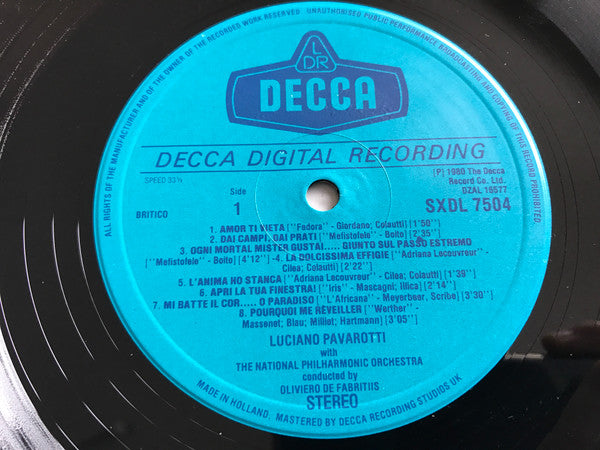 ALL RIGHTS OF THE MANUFACTURER AND OF THE OWNER OF THE RECORDED WORK RESERVED. UNAUTHORISED PUBLIC PERFORMANCE BROADCASTING AND COPYING OF THIS RECORD PROHIBITED.
LDR
DECCA
DECCA DIGITAL RECORDING
SPEED 33⅓
Side
1
BRITICO
(P) 1980 The Decca
Record Co. Ltd.
DZAL 15577
SXDL 7504
1. AMOR TI VIETA ["Fedora" - Giordano; Colautti] [1'50"]
2. DAI CAMPI, DAI PRATI ["Mefistofele" - Boito] [2'35"]
3. OGNI MORTAL MISTER GUSTAI..... GIUNTO SUL PASSO ESTREMO
["Mefistofele" - Boito] [4'12"] - 4. LA DOLCISSIMA EFFIGIE ["Adriana Lecouvreur" -
Cilea; Colautti] [2'22"]
5. L'ANIMA HO STANCA ["Adriana Lecouvreur" - Cilea; Colautti] [1'39"]
6. APRI LA TUA FINESTRA! ["Iris" - Mascagni; Illica] [2'14"]
7. MI BATTE IL COR..... O PARADISO ["L'Africana" - Meyerbeer, Scribe] [3'30"]
8. POURQUOI ME REVEILLER ["Werther" -
Massenet; Blau; Milliet; Hartmann] [3'05"]
LUCIANO PAVAROTTI
with
THE NATIONAL PHILHARMONIC ORCHESTRA
conducted by
OLIVIERO DE FABRITIIS
STEREO
MADE IN HOLLAND. MASTERED BY DECCA RECORDING STUDIOS UK